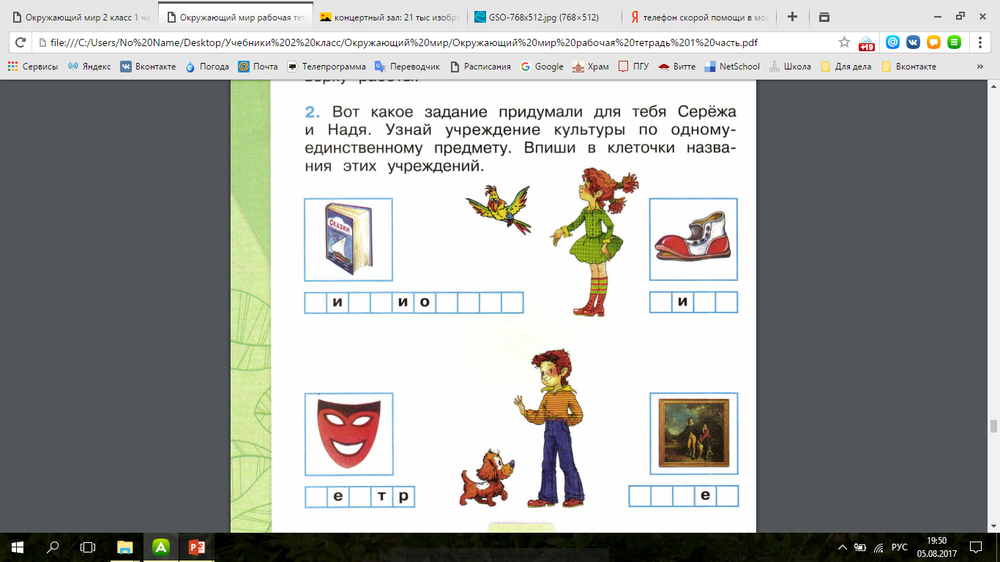 Окружающий мир 2 класс 1 ча
Окружающий мир рабочая тет
концертный зал: 21 тыс изобра
GSO-768x512.jpg (768×512)
телефон скорой помощи в мос
file:///C:/Users/No%20Name/Desktop/Учебники%202%20класс/Окружающий%20мир/Окружающий%20мир%20рабочая%20тетрадь%201%20часть.pdf
+19
Сервисы Яндекс Вконтакте Погода Почта Телепрограмма Переводчик Расписания Google Храм ПГУ Витте NetSchool Школа Для дела Вконтакте »
2. Вот какое задание придумали для тебя Серёжа
и Надя. Узнай учреждение культуры по одному-
единственному предмету. Впиши в клеточки назва-
ния этих учреждений.
СКАЗКИ
и и о
и
е т р
е
РУС
19:50
05.08.2017